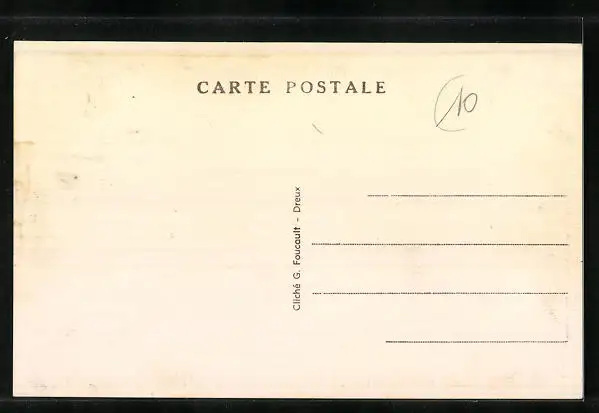 CARTE POSTALE
10
Cliché G. Foucault - Dreux